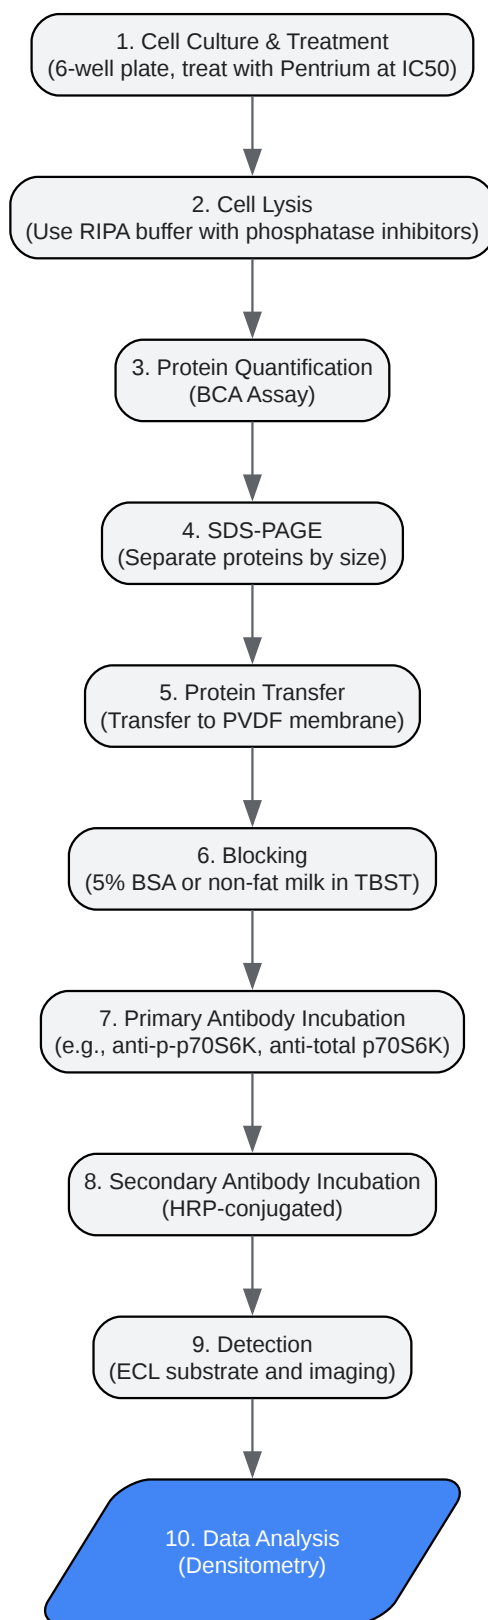 1. Cell Culture & Treatment
(6-well plate, treat with Pentrium at IC50)
2. Cell Lysis
(Use RIPA buffer with phosphatase inhibitors)
3. Protein Quantification
(BCA Assay)
4. SDS-PAGE
(Separate proteins by size)
5. Protein Transfer
(Transfer to PVDF membrane)
6. Blocking
(5% BSA or non-fat milk in TBST)
7. Primary Antibody Incubation
(e.g., anti-p-p70S6K, anti-total p70S6K)
8. Secondary Antibody Incubation
(HRP-conjugated)
9. Detection
(ECL substrate and imaging)
10. Data Analysis
(Densitometry)